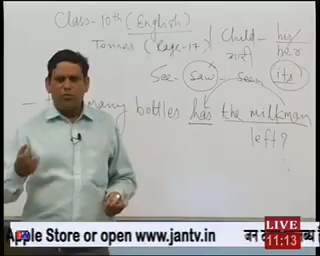 Class-10th (English)
Tenses (Page-17) Child - his/her
See-saw-seen its
many bottles has the milkman
left?
LIVE
11:13
Apple Store or open www.jantv.in